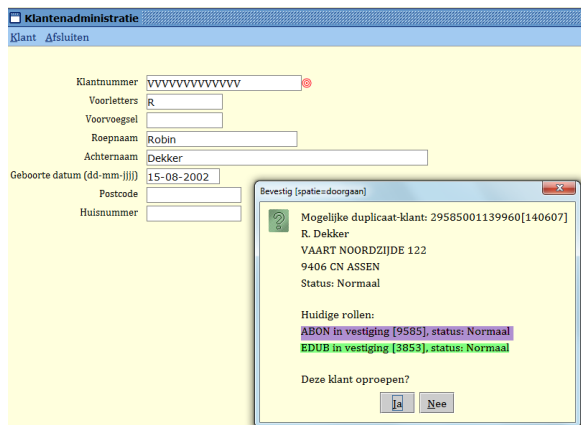 Klantenadministratie
Klant Afsluiten
Klantnummer VVVVVVVVVVVVV
Voorletters R
Voorvoegsel
Roepnaam Robin
Achternaam Dekker
Geboorte datum (dd-mm-jjjj) 15-08-2002
Postcode
Huisnummer
Bevestig [spatie=doorgaan]
Mogelijke duplicaat-klant: 29585001139960[140607]
R. Dekker
VAART NOORDZIJDE 122
9406 CN ASSEN
Status: Normaal
Huidige rollen:
ABON in vestiging [9585], status: Normaal
EDUB in vestiging [3853], status: Normaal
Deze klant oproepen?
Ja Nee